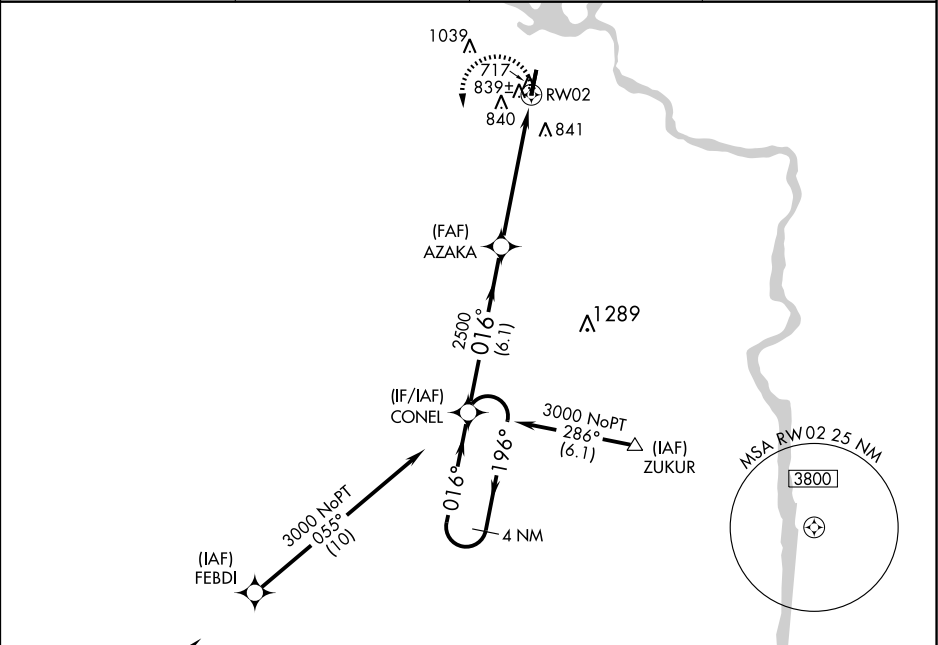 1039
717
839±
RW02
840
841
(FAF)
AZAKA
1289
2500
016°
(6.1)
(IF/IAF)
CONEL
3000 NoPT
286°
(6.1)
(IAF)
ZUKUR
196°
016°
4 NM
MSA RW02 25 NM
3800
3000 NoPT
055°
(10)
(IAF)
FEBDI